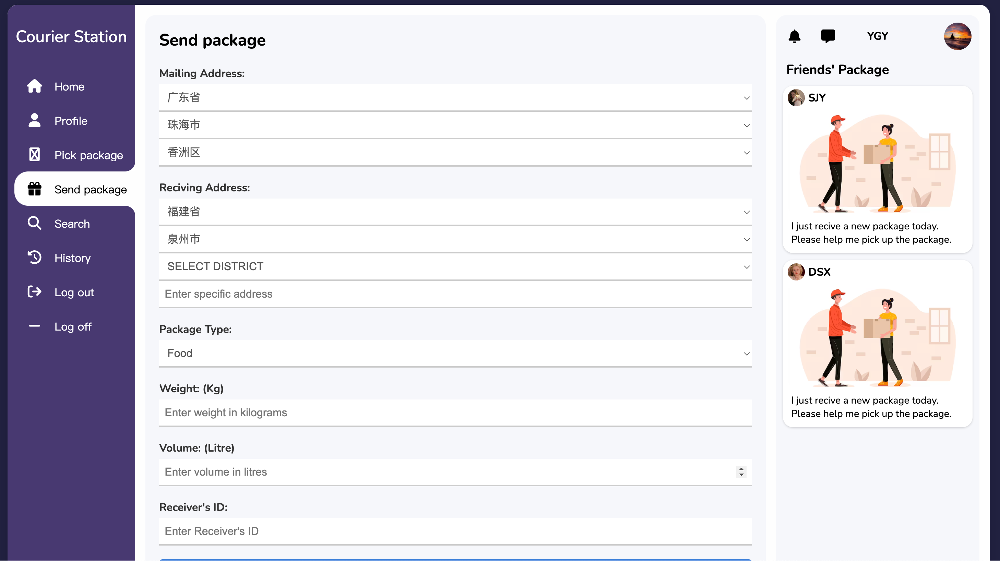 Courier Station
Home
Profile
Pick package
Send package
Search
History
Log out
Log off
Send package
Mailing Address:
广东省
珠海市
香洲区
Reciving Address:
福建省
泉州市
SELECT DISTRICT
Enter specific address
Package Type:
Food
Weight: (Kg)
Enter weight in kilograms
Volume: (Litre)
Enter volume in litres
Receiver's ID:
Enter Receiver's ID
YGY
Friends' Package
SJY
I just recive a new package today.
Please help me pick up the package.
DSX
I just recive a new package today.
Please help me pick up the package.